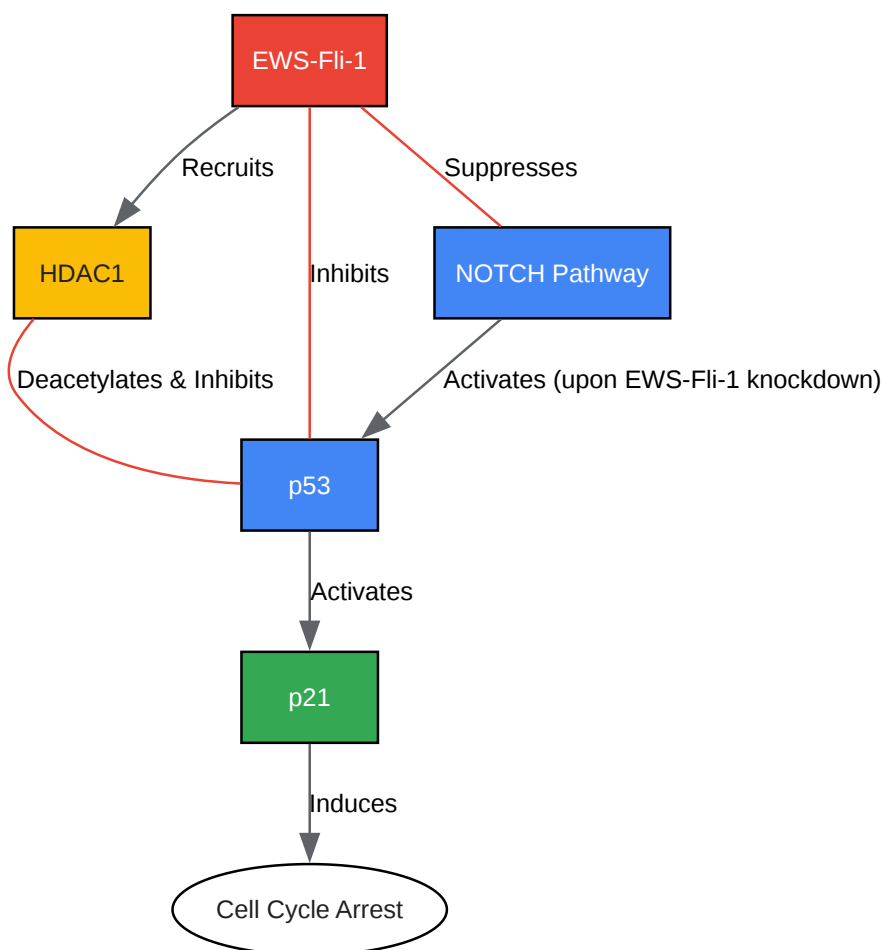 EWS-Fli-1
Recruits
Suppresses
HDAC1
Inhibits
NOTCH Pathway
Deacetylates & Inhibits
Activates (upon EWS-Fli-1 knockdown)
p53
Activates
p21
Induces
Cell Cycle Arrest